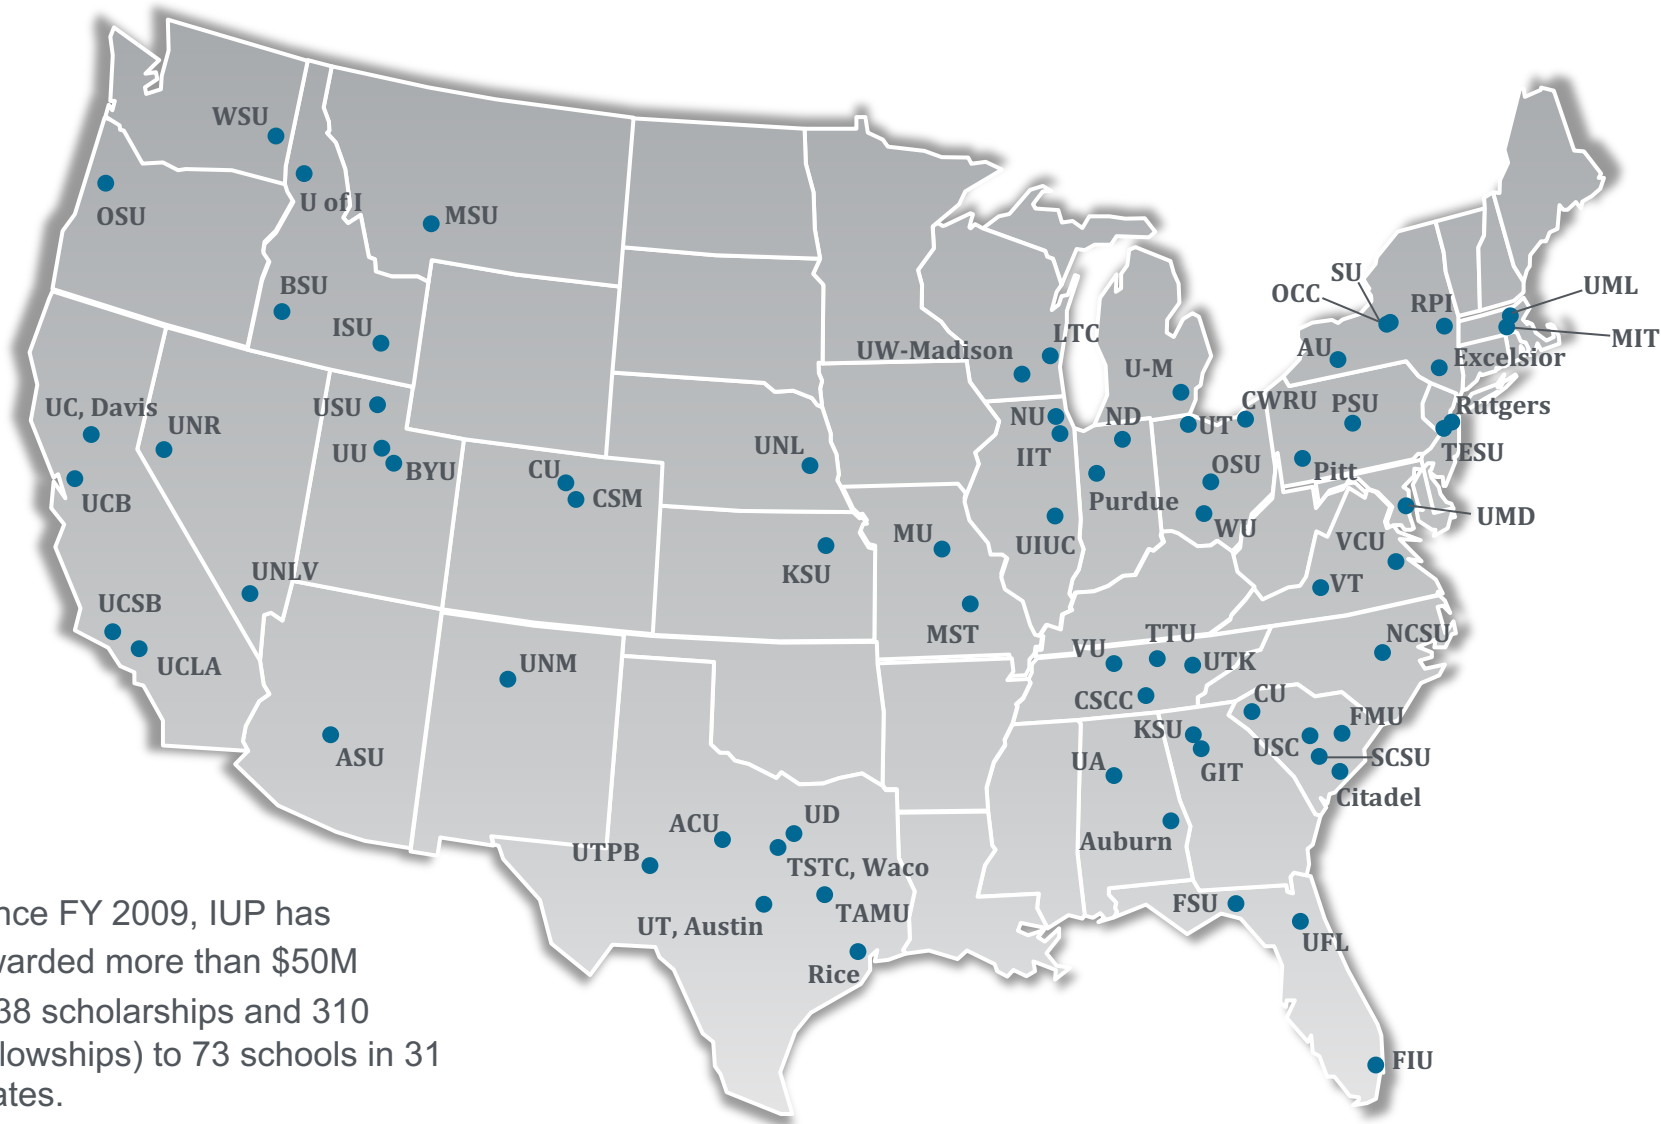 WSU
U of I
OSU
MSU
BSU
ISU
SU
OCC
RPI
UML
MIT
AU
Excelsior
LTC
UW-Madison
U-M
UC, Davis
UNR
USU
UU
BYU
UCB
CU
CSM
UNL
NU
IIT
ND
UT
CWRU
PSU
Rutgers
TESU
Pitt
OSU
Purdue
WU
UMD
UIUC
MU
KSU
VCU
VT
UNLV
UCSB
UCLA
MST
VU
TTU
UTK
NCSU
UNM
CSCC
CU
FMU
KSU
GIT
USC
SCSU
Citadel
ASU
UA
Auburn
ACU
UD
UTPB
TSTC, Waco
TAMU
UT, Austin
Rice
FSU
UFL
FIU
nce FY 2009, IUP has
warded more than $50M
38 scholarships and 310
llowships) to 73 schools in 31
ates.